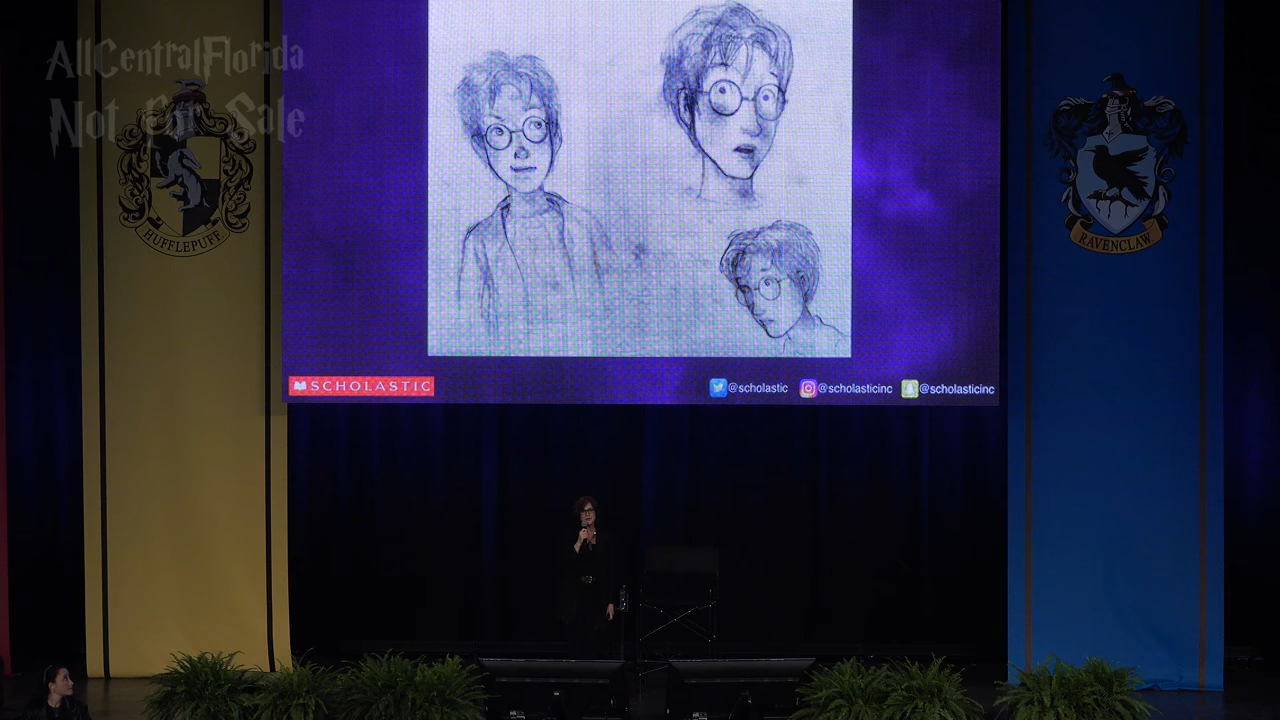 AllCentralFlorida
Not For Sale
HUFFLEPUFF
RAVENCLAW
SCHOLASTIC
@scholastic @scholasticinc @scholasticinc